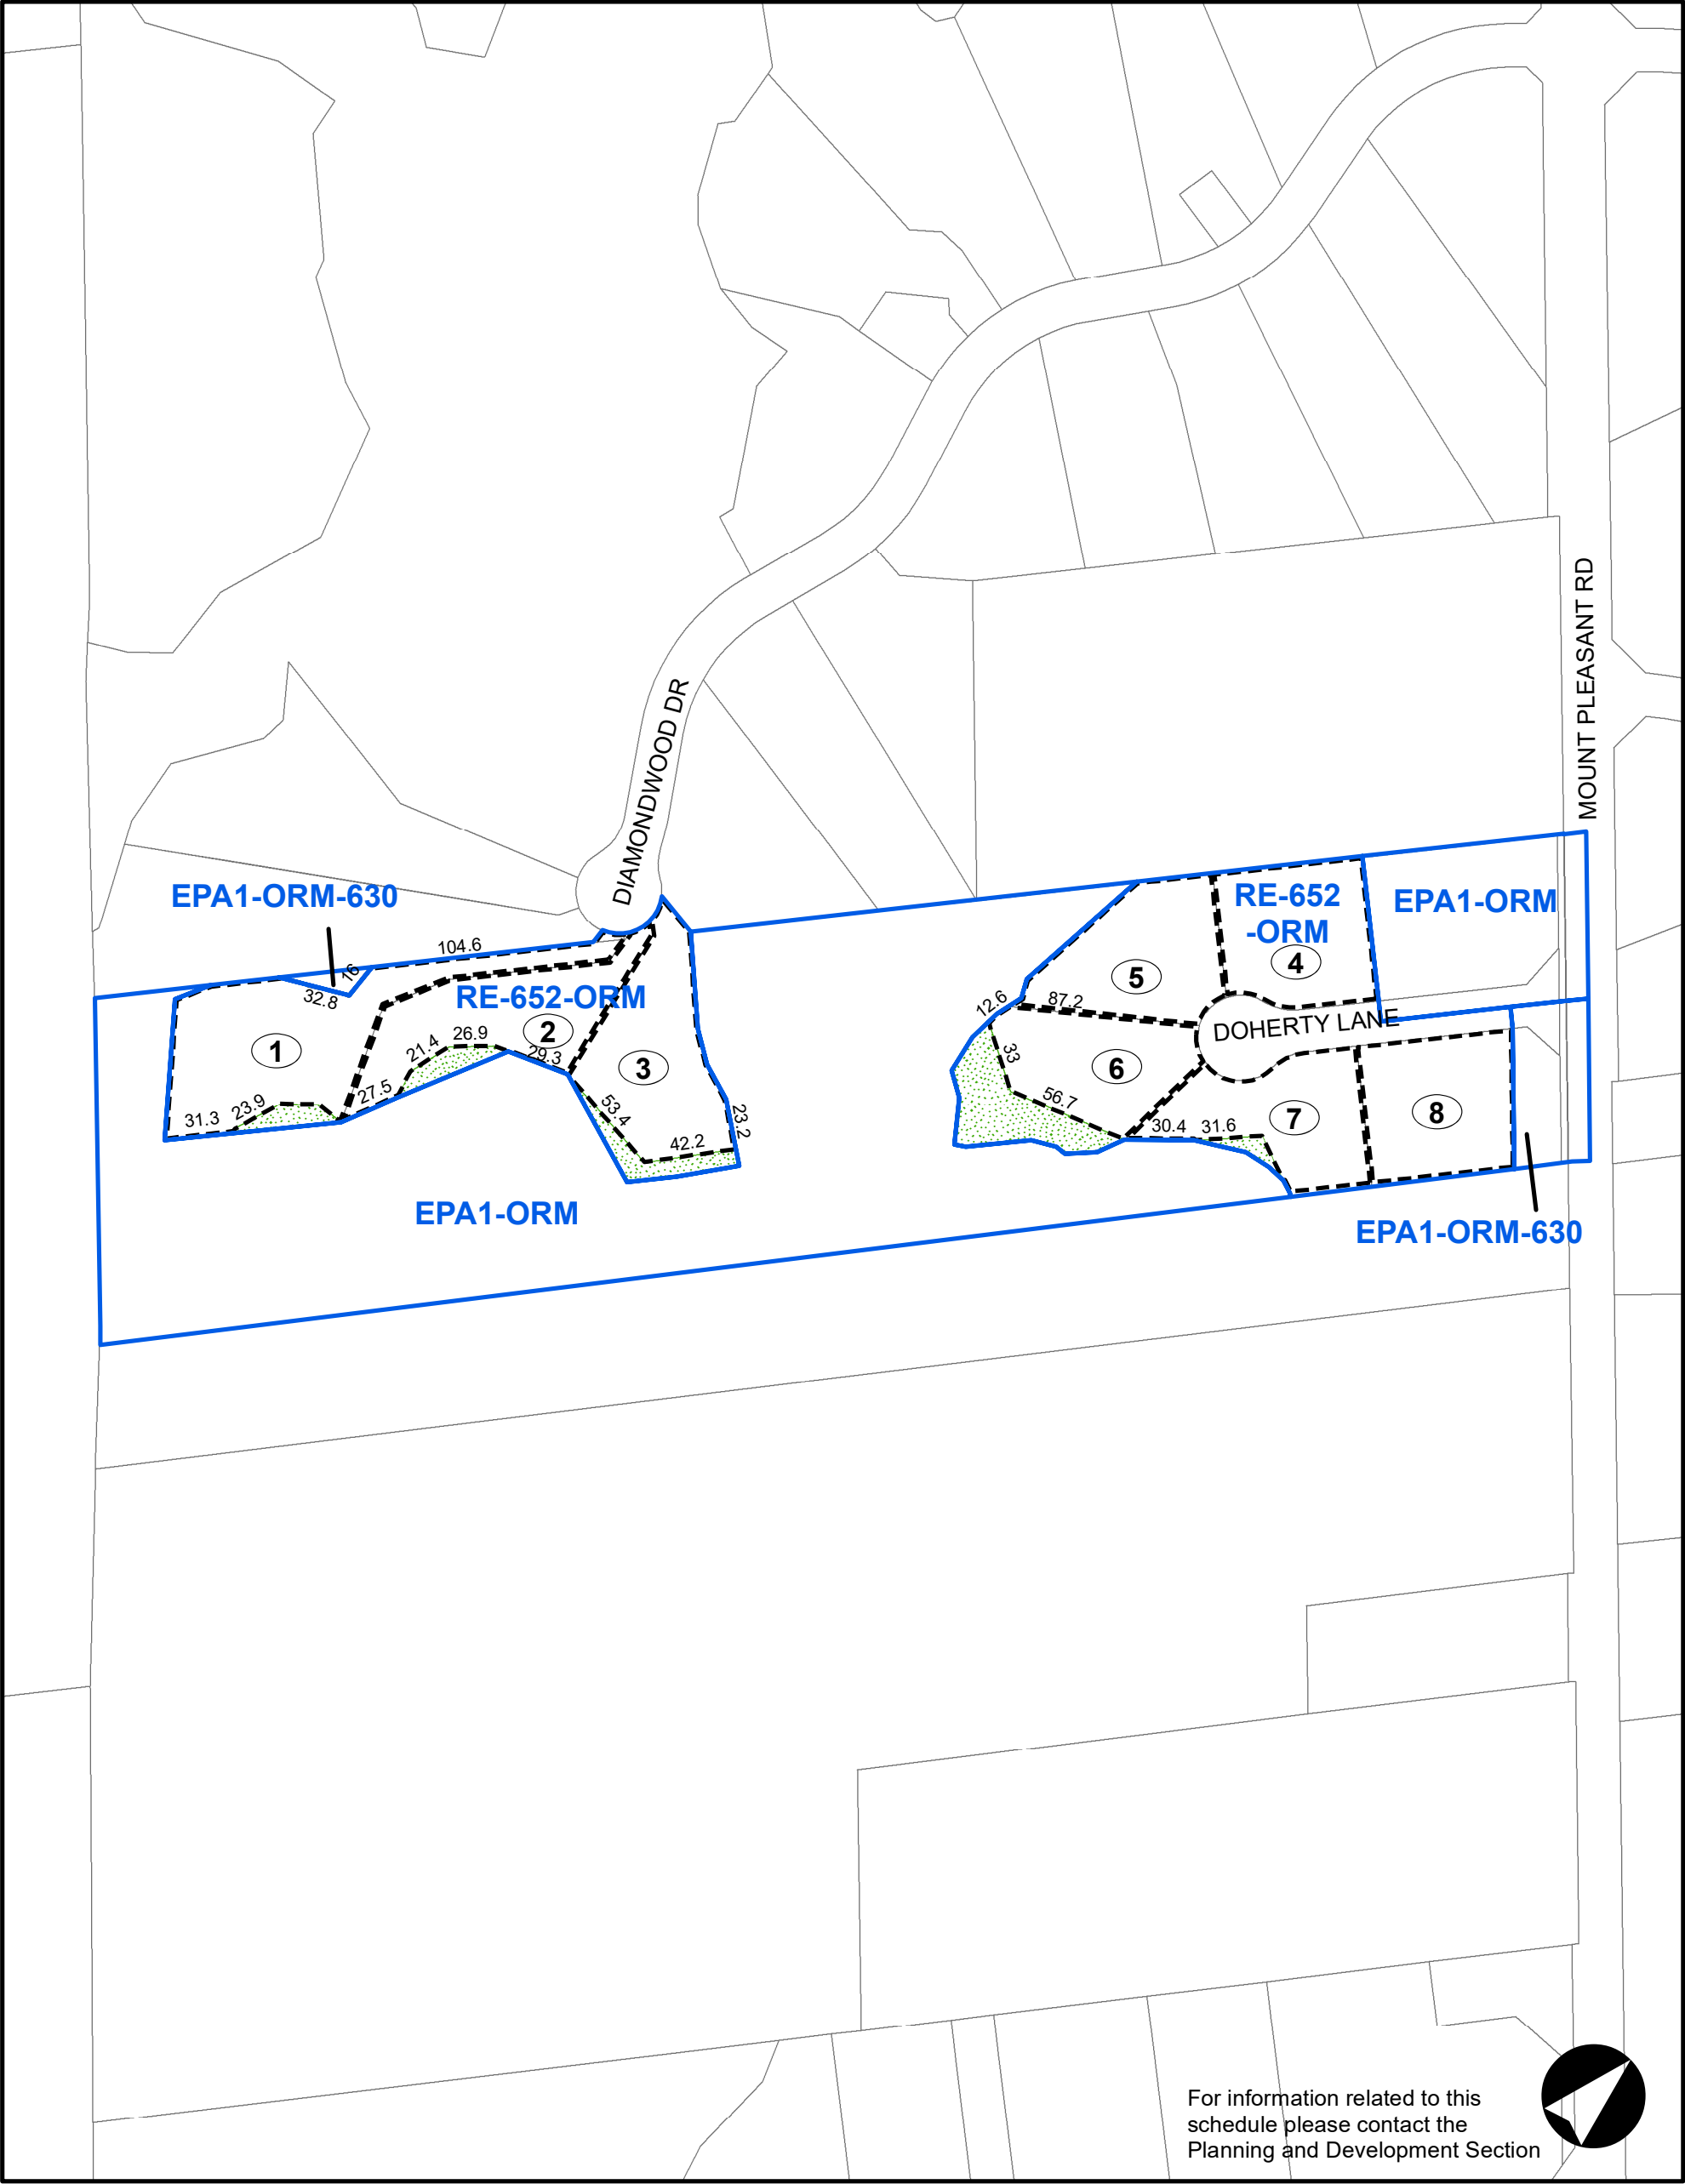 MOUNT PLEASANT RD
DIAMONDWOOD DR
EPA1-ORM-630
RE-652
-ORM
EPA1-ORM
104.6
16
32.8
RE-652-ORM
1
2
3
21.4
26.9
29.3
27.5
31.3
23.9
53.4
42.2
23.2
4
5
12.6
87.2
DOHERTY LANE
33
6
56.7
30.4
31.6
7
8
EPA1-ORM
EPA1-ORM-630
For information related to this
schedule please contact the
Planning and Development Section